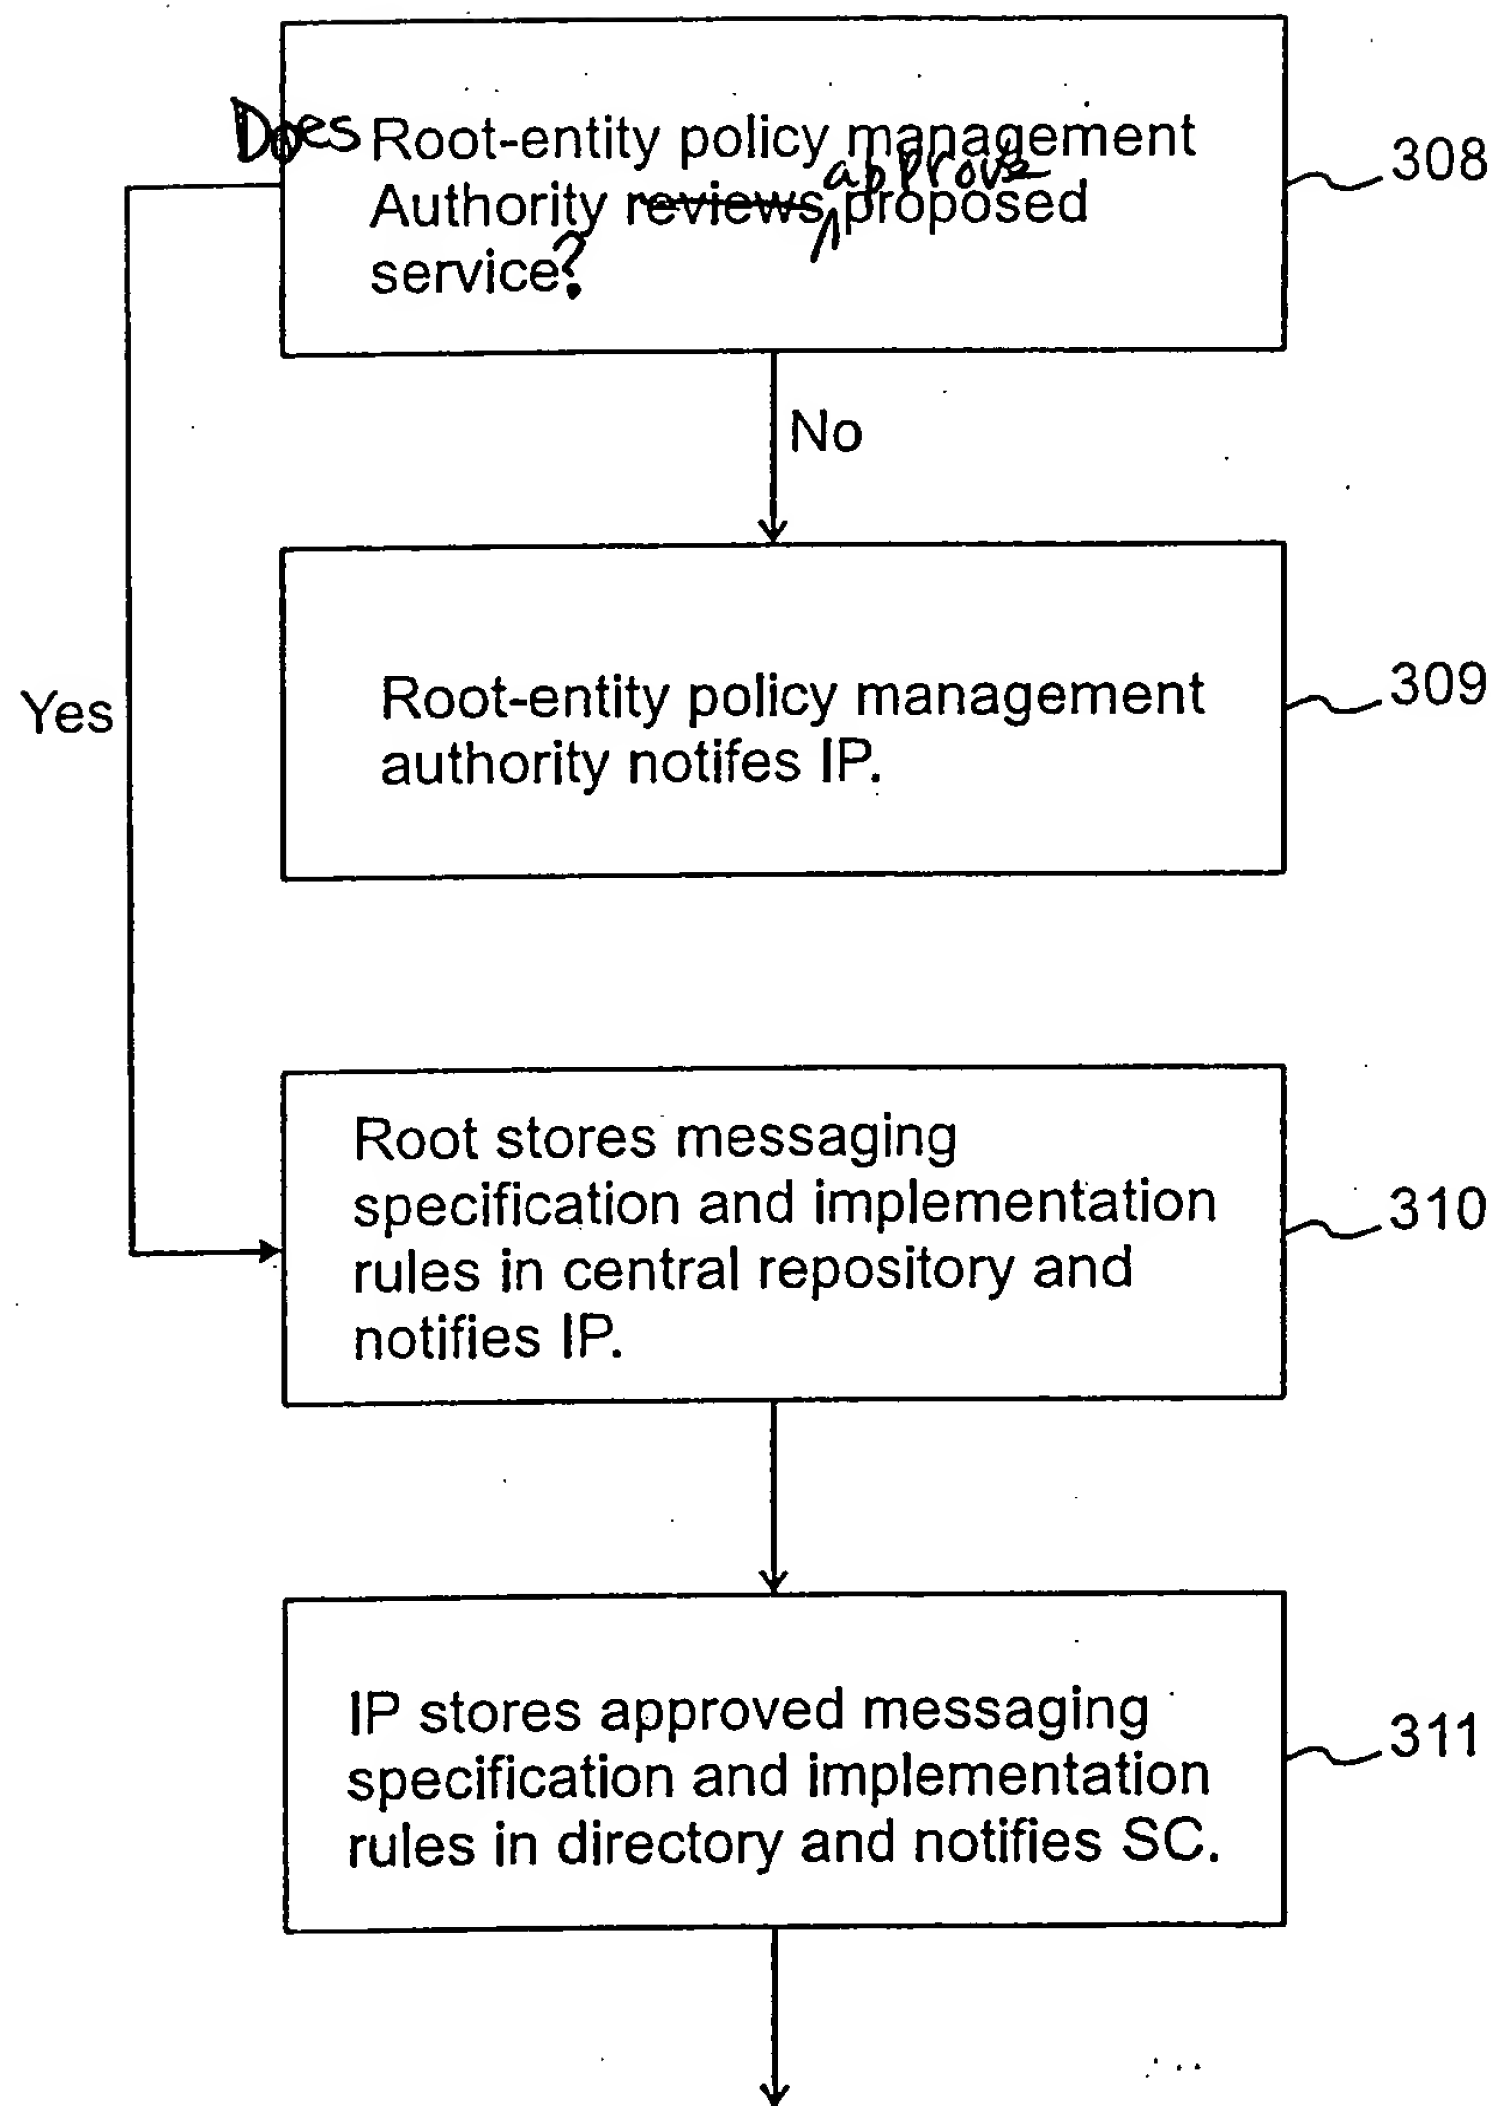 Does Root-entity policy management
Authority reviews approve proposed
service?
308
No
Root-entity policy management
authority notifes IP.
309
Yes
Root stores messaging
specification and implementation
rules in central repository and
notifies IP.
310
IP stores approved messaging
specification and implementation
rules in directory and notifies SC.
311